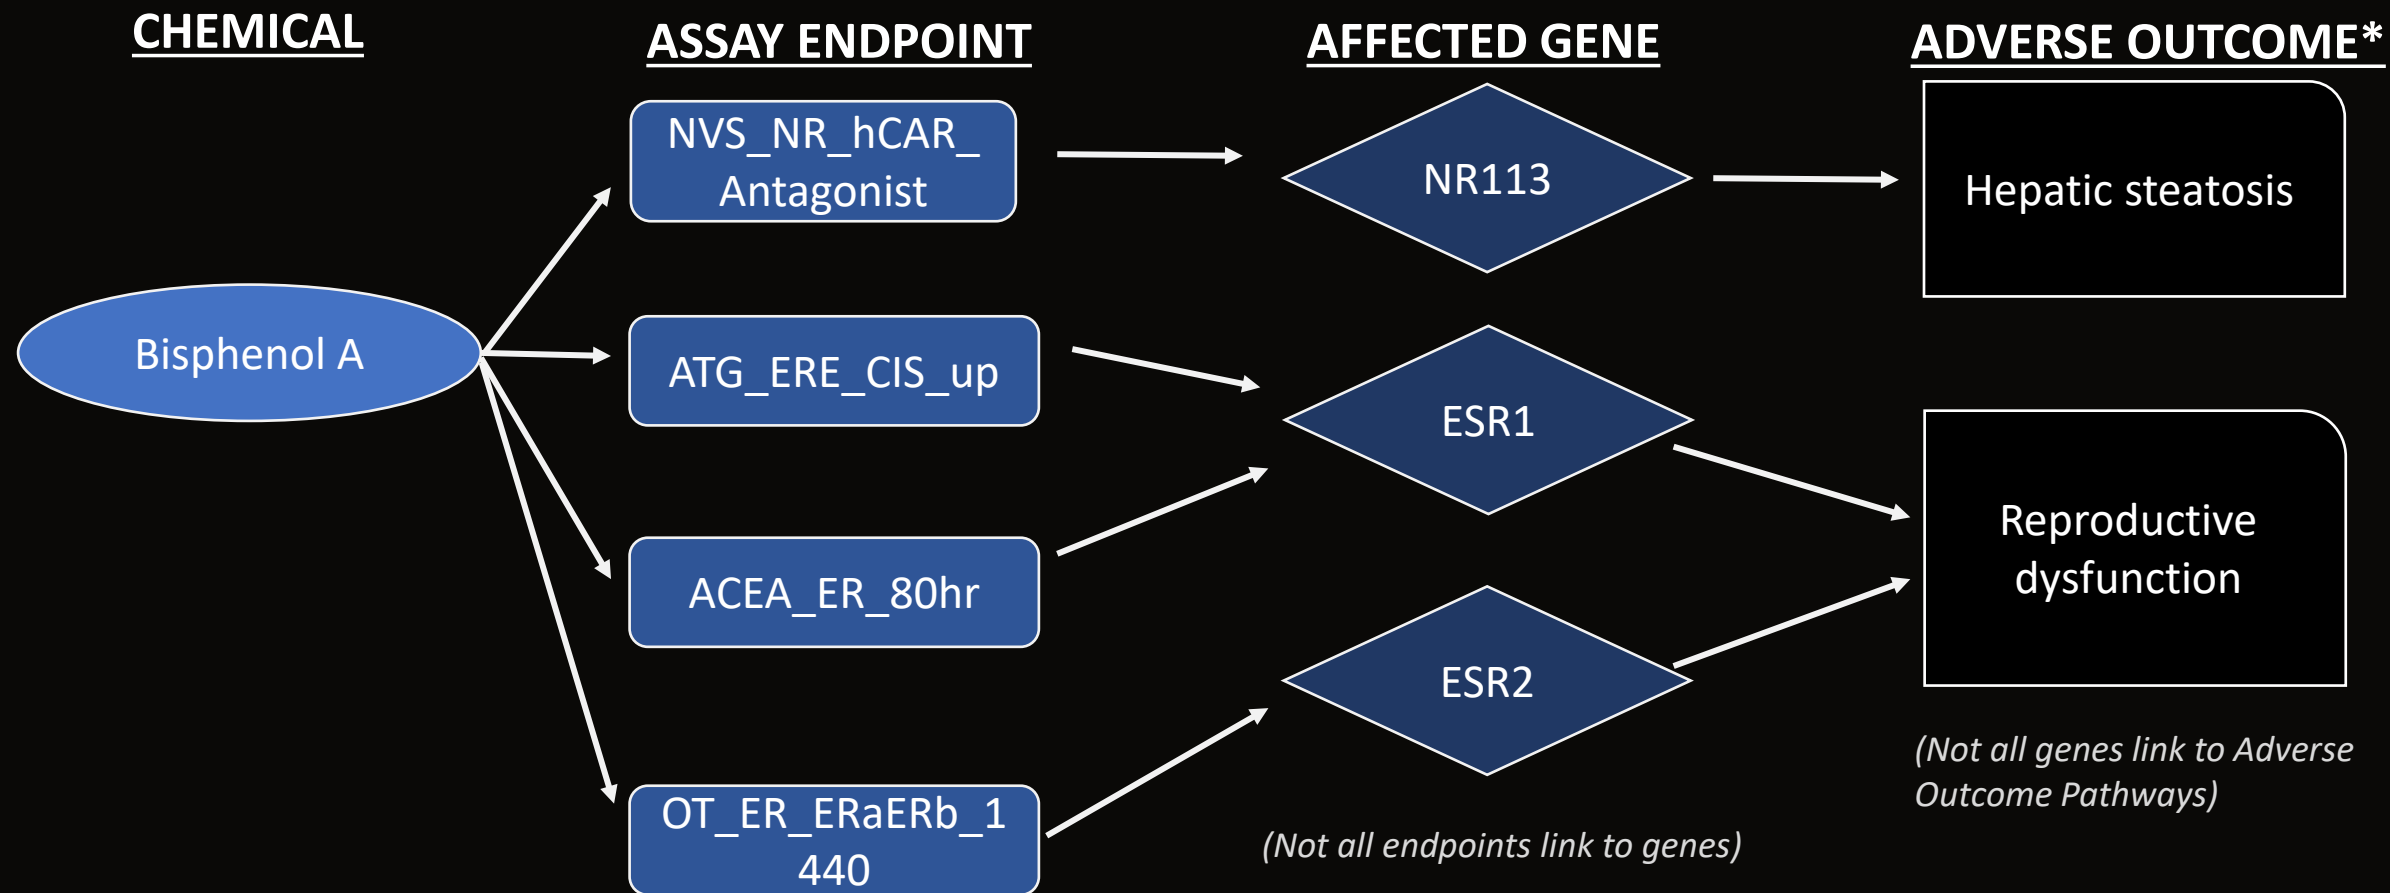 CHEMICAL
ASSAY ENDPOINT
AFFECTED GENE
ADVERSE OUTCOME*
NVS_NR_hCAR_
Antagonist
NR113
Hepatic steatosis
Bisphenol A
ATG_ERE_CIS_up
ESR1
Reproductive
dysfunction
ACEA_ER_80hr
ESR2
OT_ER_ERaERb_1
440
(Not all endpoints link to genes)
(Not all genes link to Adverse
Outcome Pathways)